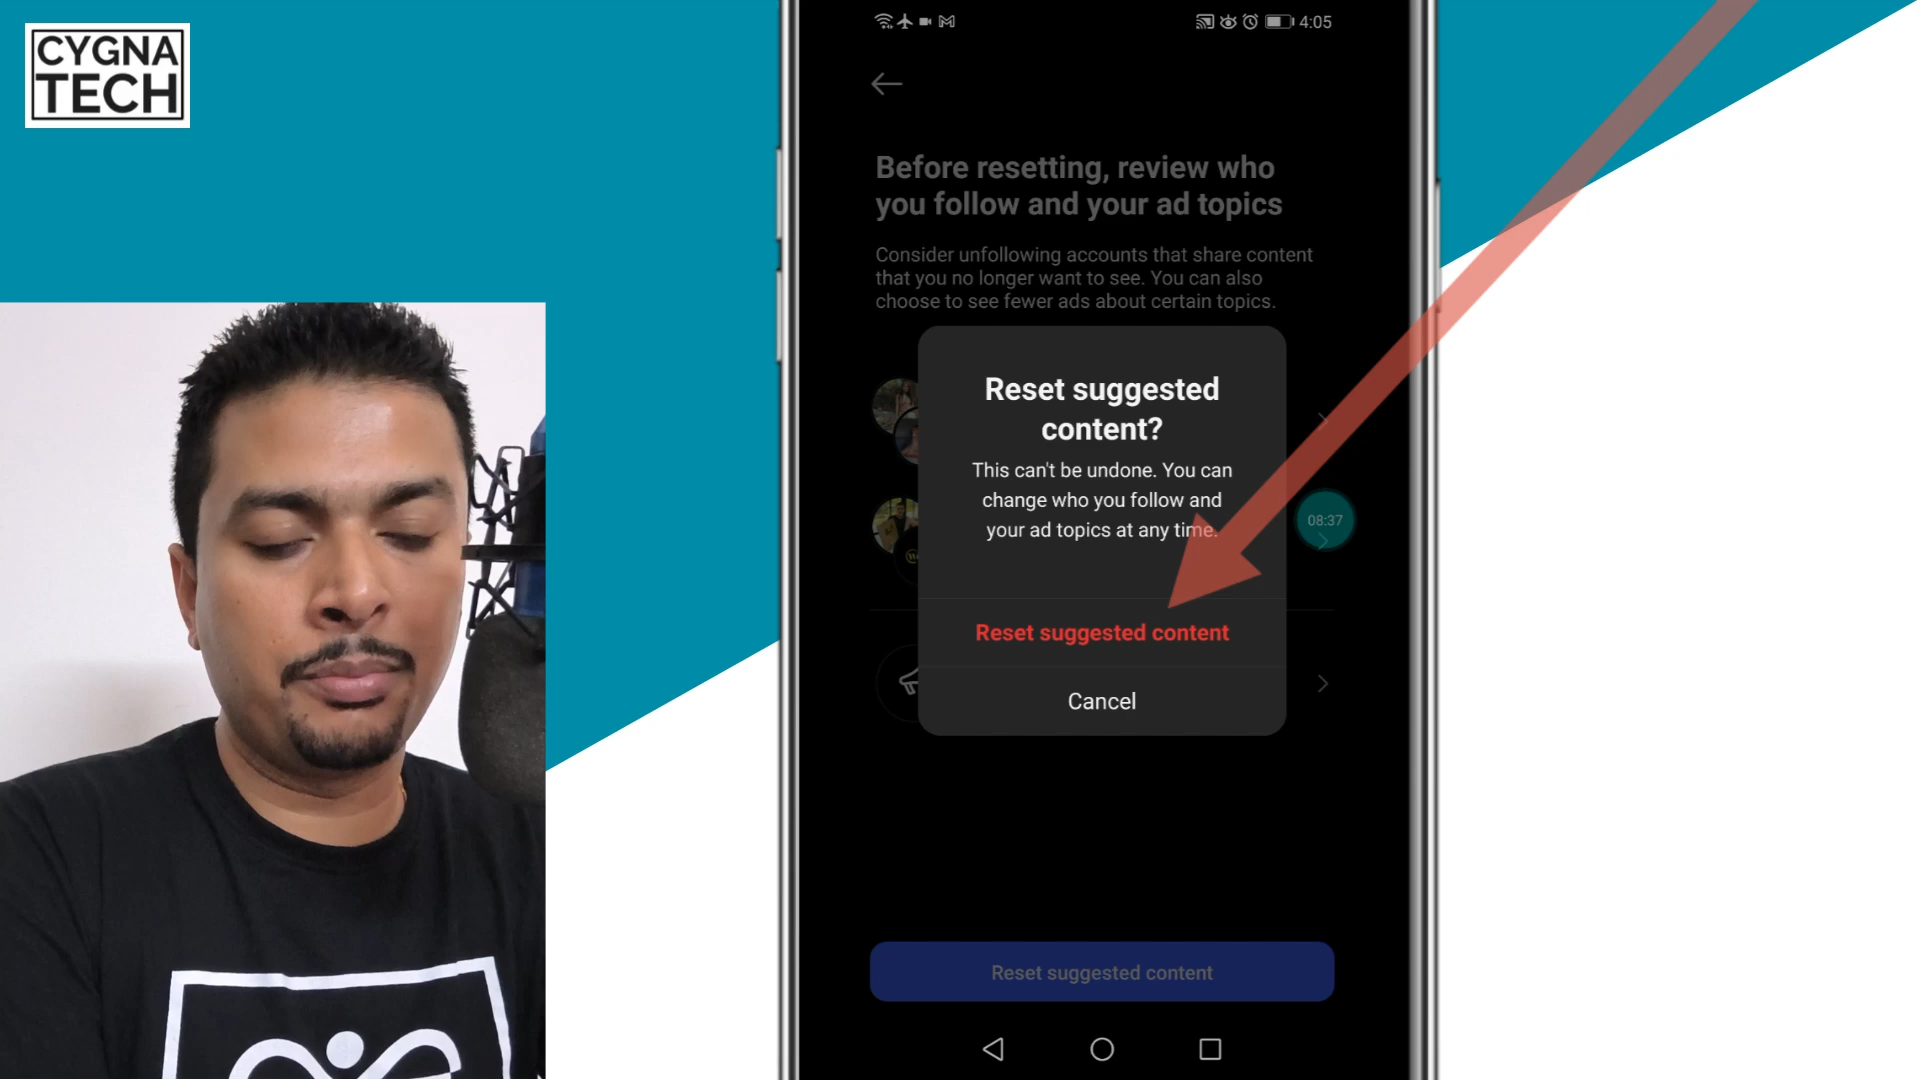 CYGNA
TECH
4:05
Before resetting, review who
you follow and your ad topics
Consider unfollowing accounts that share content
that you no longer want to see. You can also
choose to see fewer ads about certain topics.
Reset suggested
content?
This can't be undone. You can
change who you follow and
your ad topics at any time.
08:37
Reset suggested content
Cancel
Reset suggested content